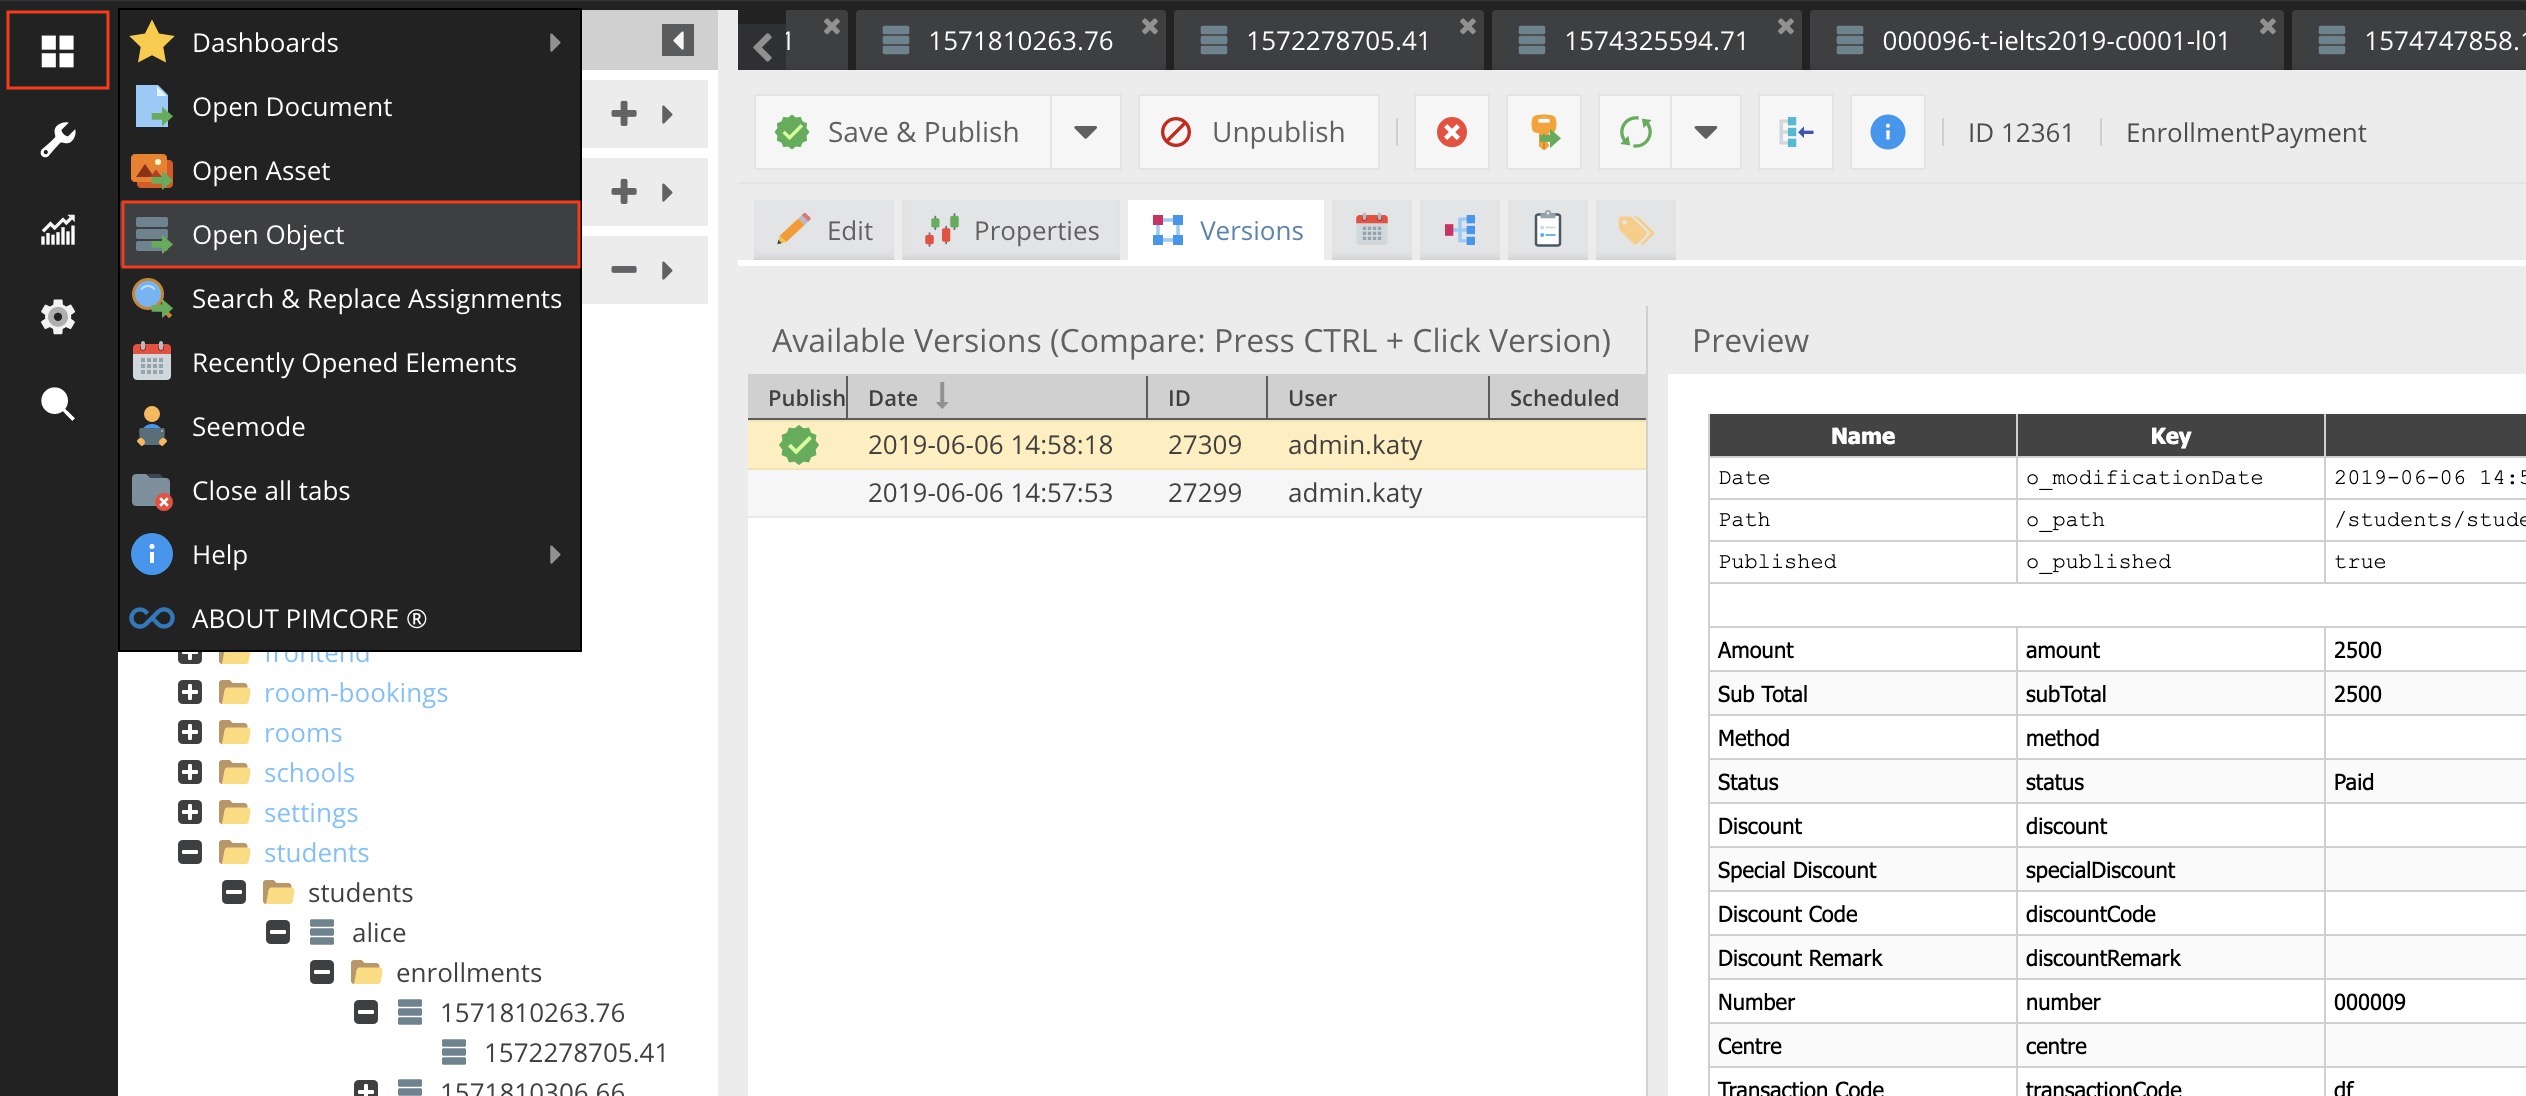 Dashboards
Open Document
Open Asset
Open Object
Search & Replace Assignments
Recently Opened Elements
Seemode
Close all tabs
Help
ABOUT PIMCORE ®
frontend
room-bookings
rooms
schools
settings
students
students
alice
enrollments
1571810263.76
1572278705.41
1571810306.66
1571810263.76
1572278705.41
1574325594.71
000096-t-ielts2019-c0001-l01
1574747858.
Save & Publish
Unpublish
ID 12361
EnrollmentPayment
Edit
Properties
Versions
Available Versions (Compare: Press CTRL + Click Version)
Publish Date ID User Scheduled
2019-06-06 14:58:18 27309 admin.katy
2019-06-06 14:57:53 27299 admin.katy
Preview
Name Key
Date o_modificationDate 2019-06-06 14:5
Path o_path /students/stude
Published o_published true
Amount amount 2500
Sub Total subTotal 2500
Method method
Status status Paid
Discount discount
Special Discount specialDiscount
Discount Code discountCode
Discount Remark discountRemark
Number number 000009
Centre centre
Transaction Code transactionCode df